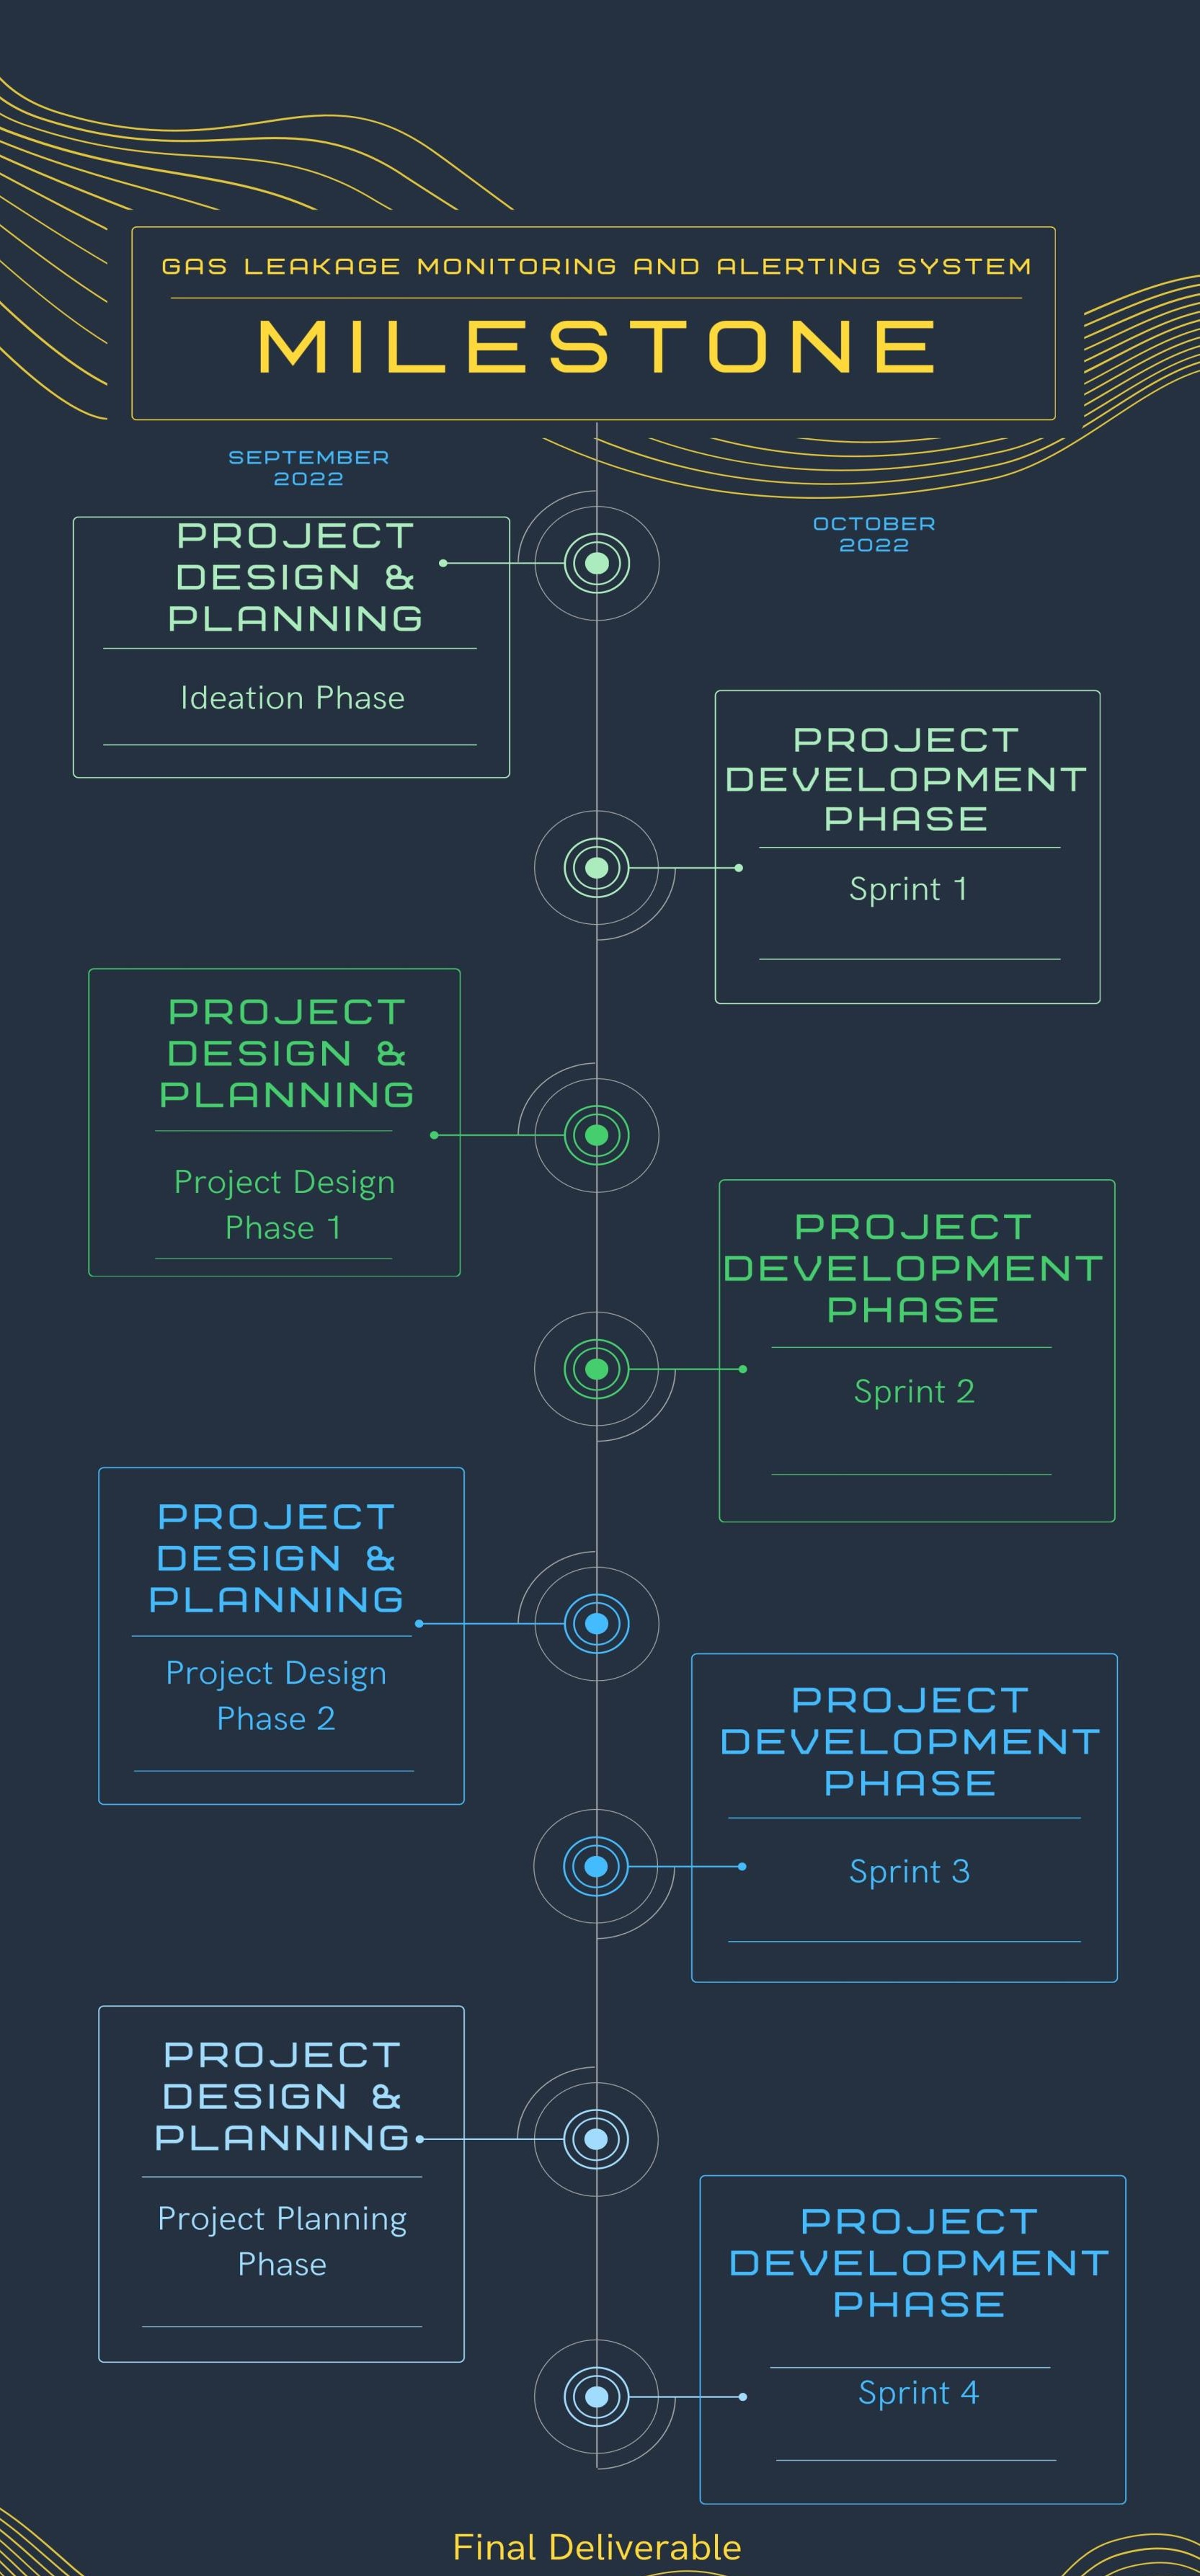 GAS LEAKAGE MONITORING AND ALERTING SYSTEM
MILESTONE
SEPTEMBER
2022
OCTOBER
2022
PROJECT
DESIGN &
PLANNING
Ideation Phase
PROJECT
DEVELOPMENT
PHASE
Sprint 1
PROJECT
DESIGN &
PLANNING
Project Design
Phase 1
PROJECT
DEVELOPMENT
PHASE
Sprint 2
PROJECT
DESIGN &
PLANNING
Project Design
Phase 2
PROJECT
DEVELOPMENT
PHASE
Sprint 3
PROJECT
DESIGN &
PLANNING
Project Planning
Phase
PROJECT
DEVELOPMENT
PHASE
Sprint 4
Final Deliverable